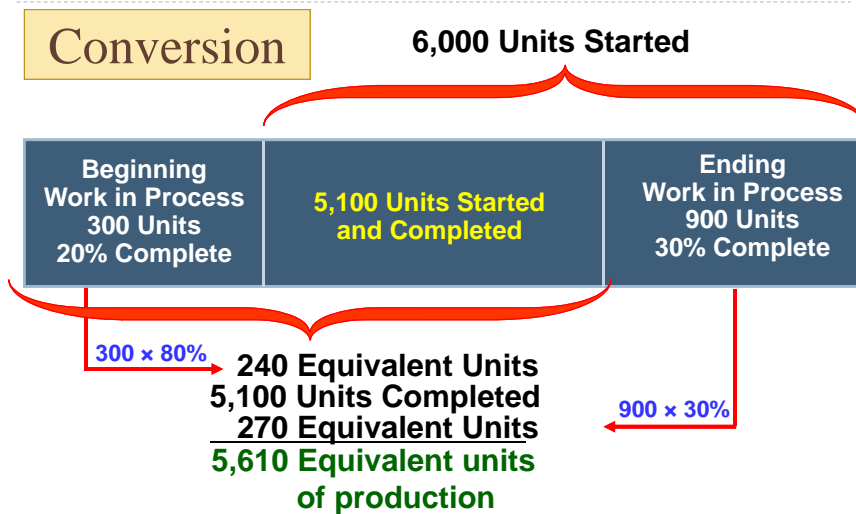 Conversion
6,000 Units Started
Beginning
Work in Process
300 Units
20% Complete
5,100 Units Started
and Completed
Ending
Work in Process
900 Units
30% Complete
300 × 80%
240 Equivalent Units
5,100 Units Completed
900 × 30%
270 Equivalent Units
5,610 Equivalent units
of production